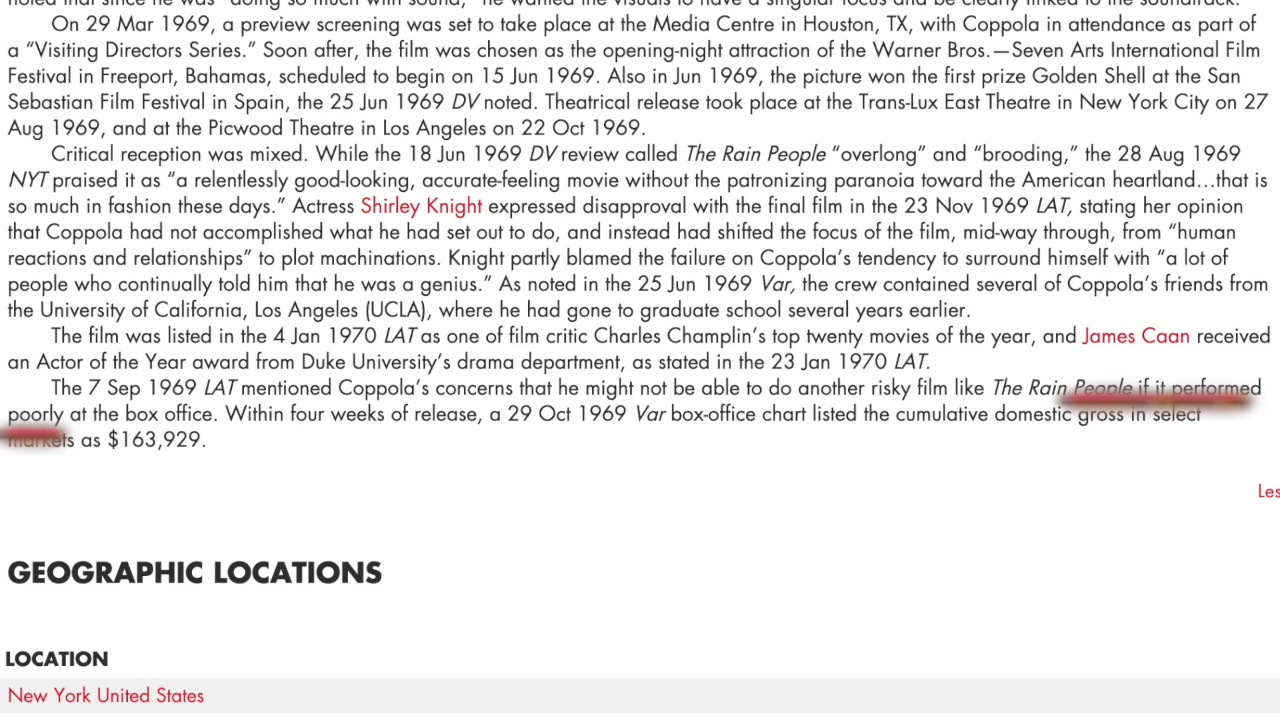 noted that since he was "doing so much with sound," he wanted the visuals to have a singular focus and be clearly linked to the soundtrack.
On 29 Mar 1969, a preview screening was set to take place at the Media Centre in Houston, TX, with Coppola in attendance as part of
a “Visiting Directors Series.” Soon after, the film was chosen as the opening-night attraction of the Warner Bros.—Seven Arts International Film
Festival in Freeport, Bahamas, scheduled to begin on 15 Jun 1969. Also in Jun 1969, the picture won the first prize Golden Shell at the San
Sebastian Film Festival in Spain, the 25 Jun 1969 DV noted. Theatrical release took place at the Trans-Lux East Theatre in New York City on 27
Aug 1969, and at the Picwood Theatre in Los Angeles on 22 Oct 1969.
Critical reception was mixed. While the 18 Jun 1969 DV review called The Rain People “overlong” and “brooding,” the 28 Aug 1969
NYT praised it as “a relentlessly good-looking, accurate-feeling movie without the patronizing paranoia toward the American heartland…that is
so much in fashion these days.” Actress Shirley Knight expressed disapproval with the final film in the 23 Nov 1969 LAT, stating her opinion
that Coppola had not accomplished what he had set out to do, and instead had shifted the focus of the film, mid-way through, from “human
reactions and relationships” to plot machinations. Knight partly blamed the failure on Coppola’s tendency to surround himself with “a lot of
people who continually told him that he was a genius.” As noted in the 25 Jun 1969 Var, the crew contained several of Coppola’s friends from
the University of California, Los Angeles (UCLA), where he had gone to graduate school several years earlier.
The film was listed in the 4 Jan 1970 LAT as one of film critic Charles Champlin’s top twenty movies of the year, and James Caan received
an Actor of the Year award from Duke University’s drama department, as stated in the 23 Jan 1970 LAT.
The 7 Sep 1969 LAT mentioned Coppola’s concerns that he might not be able to do another risky film like The Rain People if it performed
poorly at the box office. Within four weeks of release, a 29 Oct 1969 Var box-office chart listed the cumulative domestic gross in select
markets as $163,929.
Les
GEOGRAPHIC LOCATIONS
LOCATION
New York United States